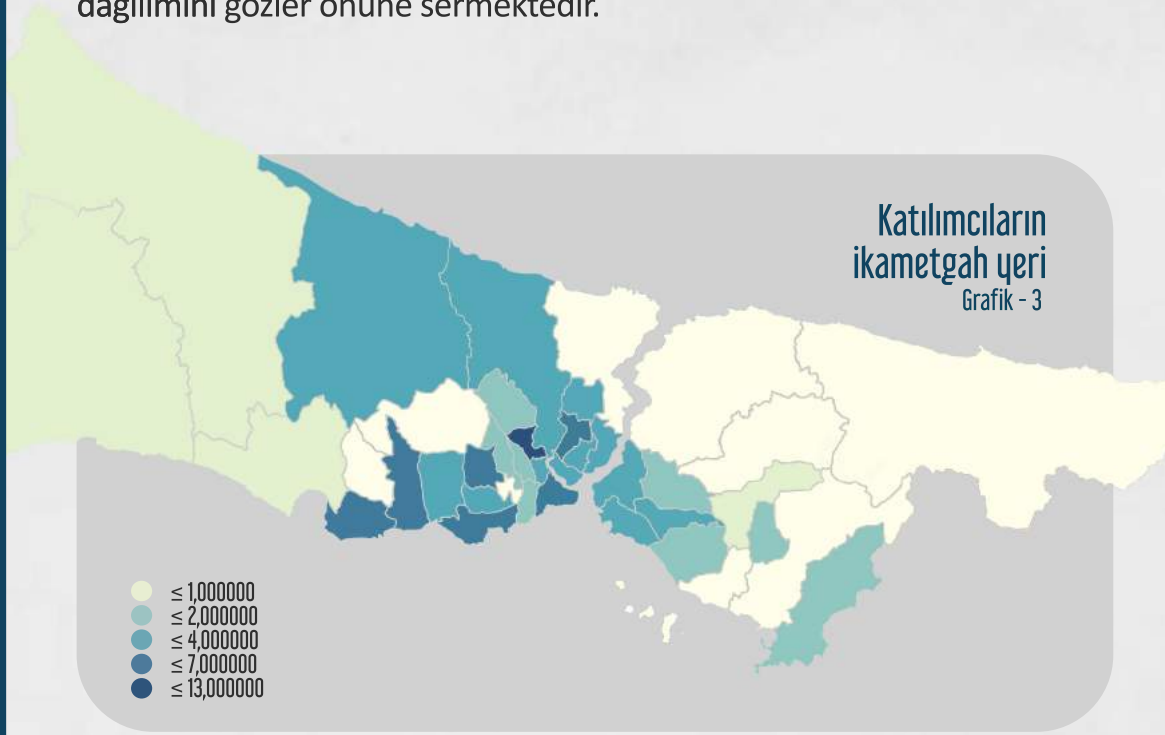 dağılımını gözler önüne sermektedir.
Katılımcıların
ikametgah yeri
Grafik - 3
≤ 1,000000
≤ 2,000000
≤ 4,000000
≤ 7,000000
≤ 13,000000